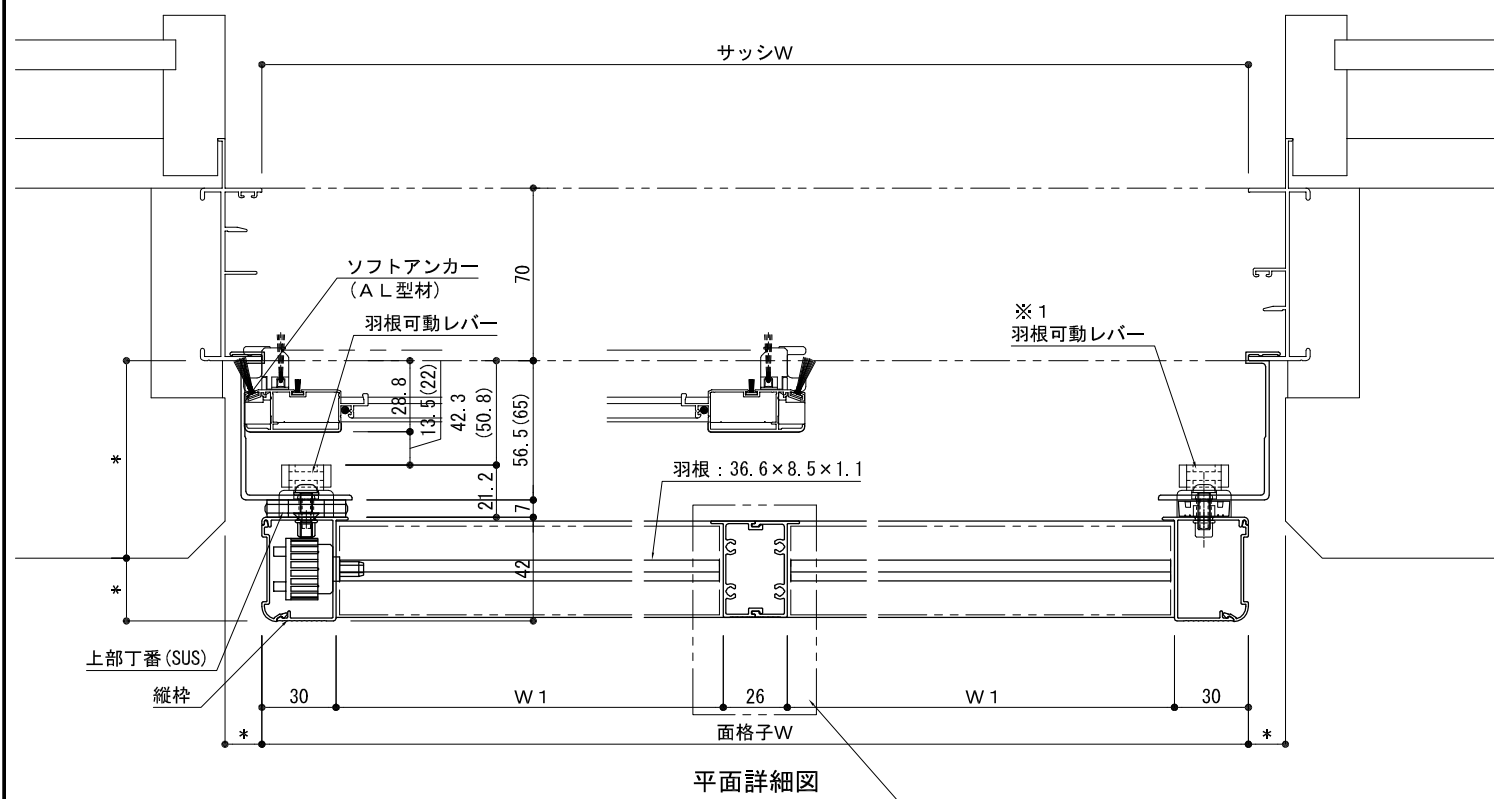 サッシW
70
ソフトアンカー
(AL型材)
羽根可動レバー
※1
羽根可動レバー
28.8
13.5(22)
42.3
(50.8)
56.5(65)
*
羽根:36.6×8.5×1.1
21.2
7
42
*
上部丁番(SUS)
縦枠
30
W1
26
W1
30
*
面格子W
*
平面詳細図